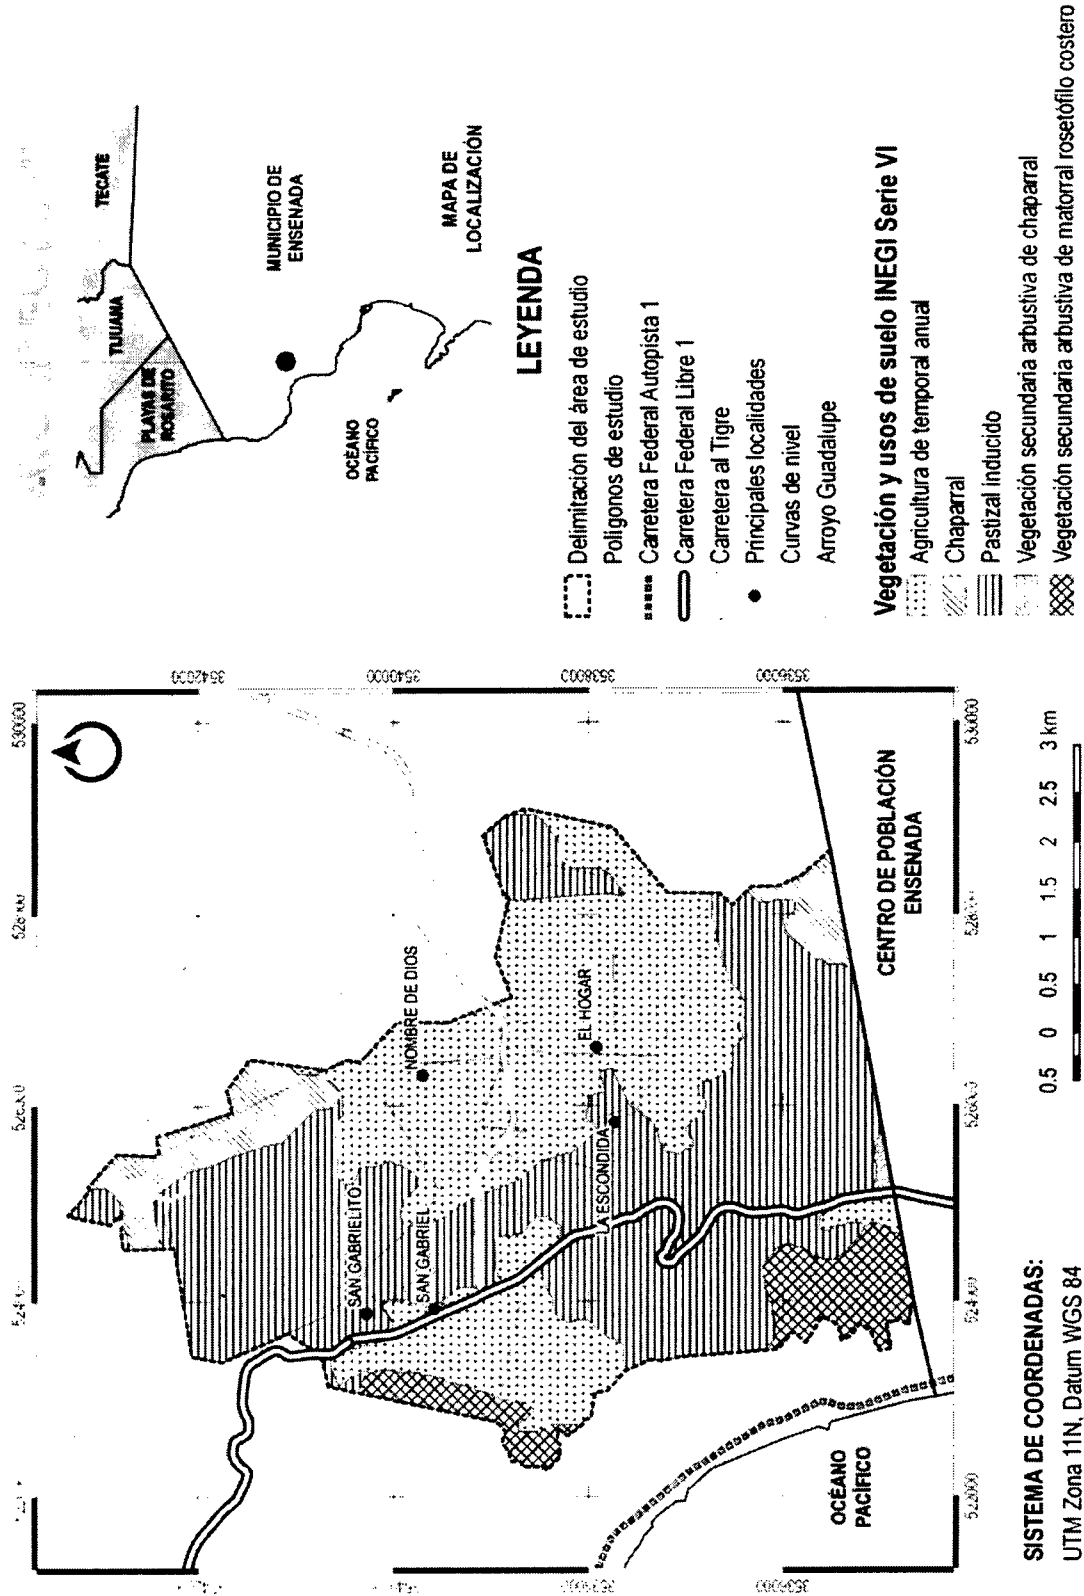 TECATE
TIJUANA
PLAYAS DE
ROSARITO
MUNICIPIO DE
ENSENADA
OCÉANO
PACÍFICO
MAPA DE
LOCALIZACIÓN
LEYENDA
Delimitación del área de estudio
Polígonos de estudio
Carretera Federal Autopista 1
Carretera Federal Libre 1
Carretera al Tigre
Principales localidades
Curvas de nivel
Arroyo Guadalupe
Vegetación y usos de suelo INEGI Serie VI
Agricultura de temporal anual
Chaparral
Pastizal inducido
Vegetación secundaria arbustiva de chaparral
Vegetación secundaria arbustiva de matorral rosetófilo costero
530000
3542000
3540000
3538000
3536000
NOMBRE DE DIOS
SAN GABRIELITO
SAN GABRIEL
EL HOGAR
LA ESCONDIDA
CENTRO DE POBLACIÓN
ENSENADA
OCÉANO
PACÍFICO
522000
524000
526000
528000
530000
3536000
0.5 0 0.5 1 1.5 2 2.5 3 km
SISTEMA DE COORDENADAS:
UTM Zona 11N, Datum WGS 84